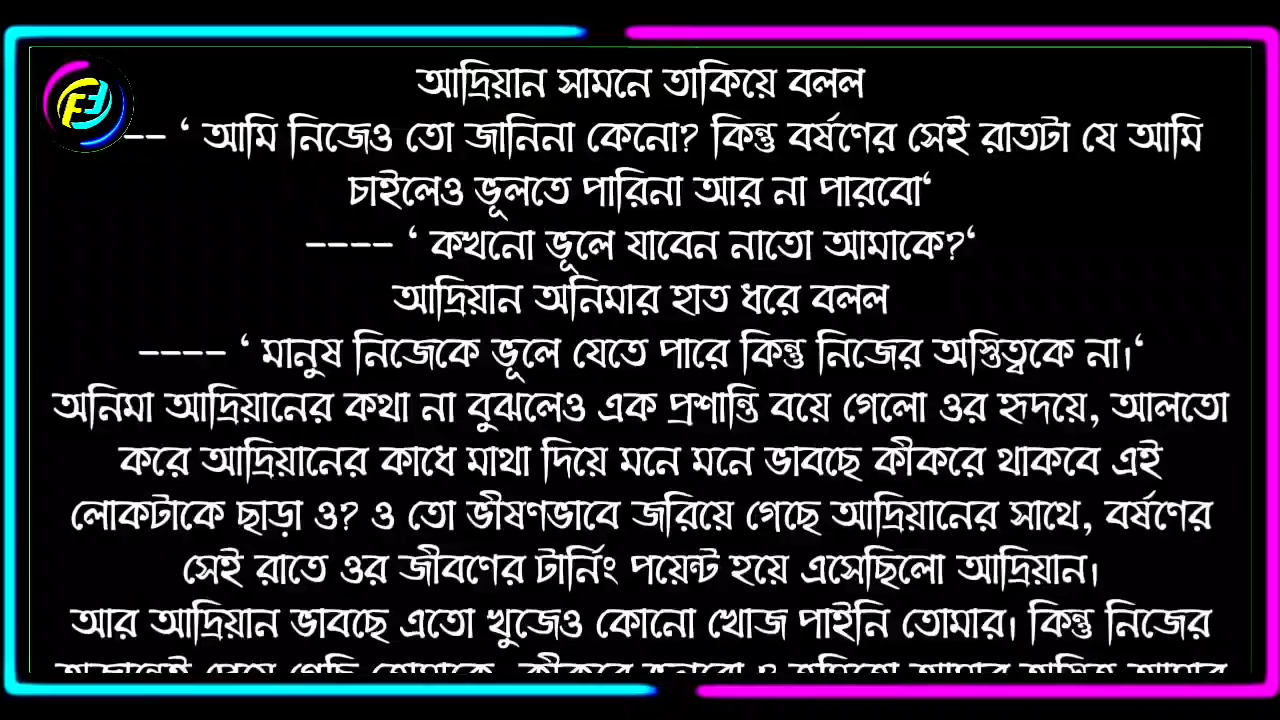 আদ্রিয়ান সামনে তাকিয়ে বলল
-- ‘ আমি নিজেও তো জানিনা কেনো? কিন্তু বর্ষণের সেই রাতটা যে আমি
চাইলেও ভূলতে পারিনা আর না পারবো‘
---- ‘ কখনো ভূলে যাবেন নাতো আমাকে?‘
আদ্রিয়ান অনিমার হাত ধরে বলল
---- ‘ মানুষ নিজেকে ভূলে যেতে পারে কিন্তু নিজের অস্তিত্বকে না।‘
অনিমা আদ্রিয়ানের কথা না বুঝলেও এক প্রশান্তি বয়ে গেলো ওর হৃদয়ে, আলতো
করে আদ্রিয়ানের কাধে মাথা দিয়ে মনে মনে ভাবছে কীকরে থাকবে এই
লোকটাকে ছাড়া ও? ও তো ভীষণভাবে জরিয়ে গেছে আদ্রিয়ানের সাথে, বর্ষণের
সেই রাতে ওর জীবণের টার্নিং পয়েন্ট হয়ে এসেছিলো আদ্রিয়ান।
আর আদ্রিয়ান ভাবছে এতো খুজেও কোনো খোজ পাইনি তোমার। কিন্তু নিজের